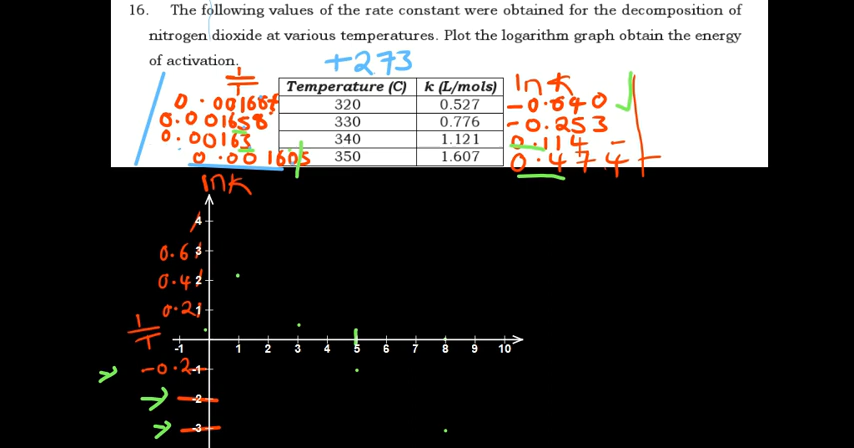 16. The following values of the rate constant were obtained for the decomposition of
nitrogen dioxide at various temperatures. Plot the logarithm graph obtain the energy
of activation.
+273
1/T
Temperature (C) k (L/mols) ln K
320 0.527 -0.640
0.001658 330 0.776 -0.253
0.00163 340 1.121 0.114
0.001605 350 1.607 0.474
ln K
4
0.6 3
0.4 2
0.2 1
1/T
-1 1 2 3 4 5 6 7 8 9 10
-0.2 -1
-2
-3